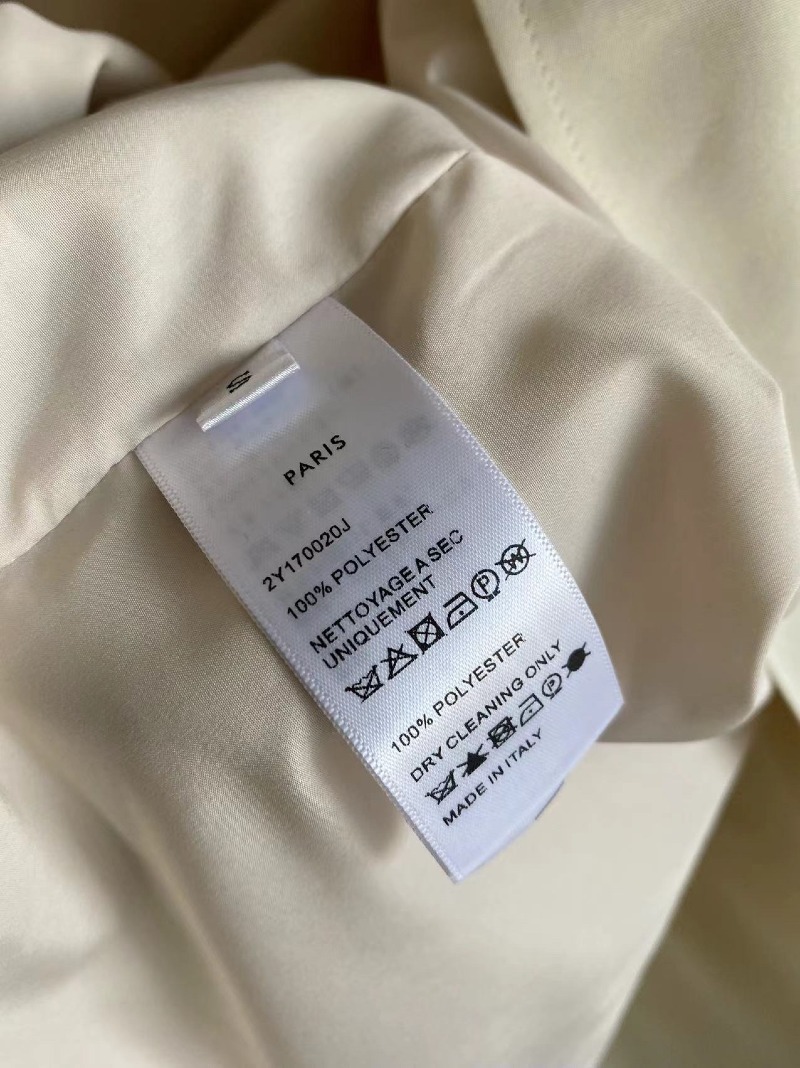 S
PARIS
2Y170020J
100% POLYESTER
NETTOYAGE A SEC
UNIQUEMENT
P W
100% POLYESTER
DRY CLEANING ONLY
P
MADE IN ITALY